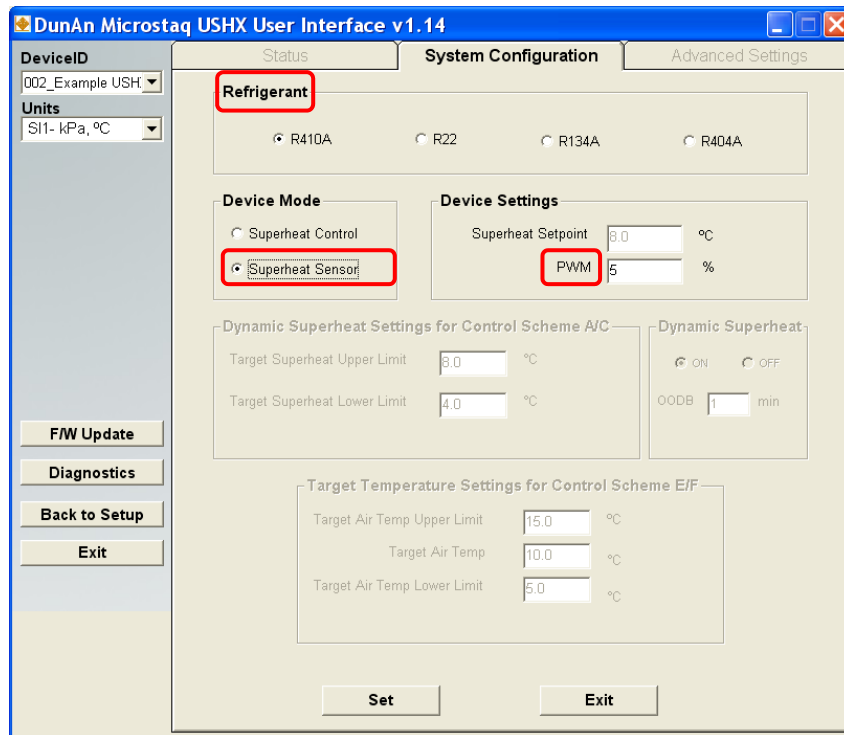 DunAn Microstaq USHX User Interface v1.14
DeviceID
002_Example USH
Units
SI1- kPa, ºC
F/W Update
Diagnostics
Back to Setup
Exit
Status
System Configuration
Advanced Settings
Refrigerant
R410A
R22
R134A
R404A
Device Mode
Superheat Control
Superheat Sensor
Device Settings
Superheat Setpoint 8.0 ºC
PWM 5 %
Dynamic Superheat Settings for Control Scheme A/C
Target Superheat Upper Limit 8.0 ºC
Target Superheat Lower Limit 4.0 ºC
Dynamic Superheat
ON OFF
OODB 1 min
Target Temperature Settings for Control Scheme E/F
Target Air Temp Upper Limit 15.0 ºC
Target Air Temp 10.0 ºC
Target Air Temp Lower Limit 5.0 ºC
Set
Exit